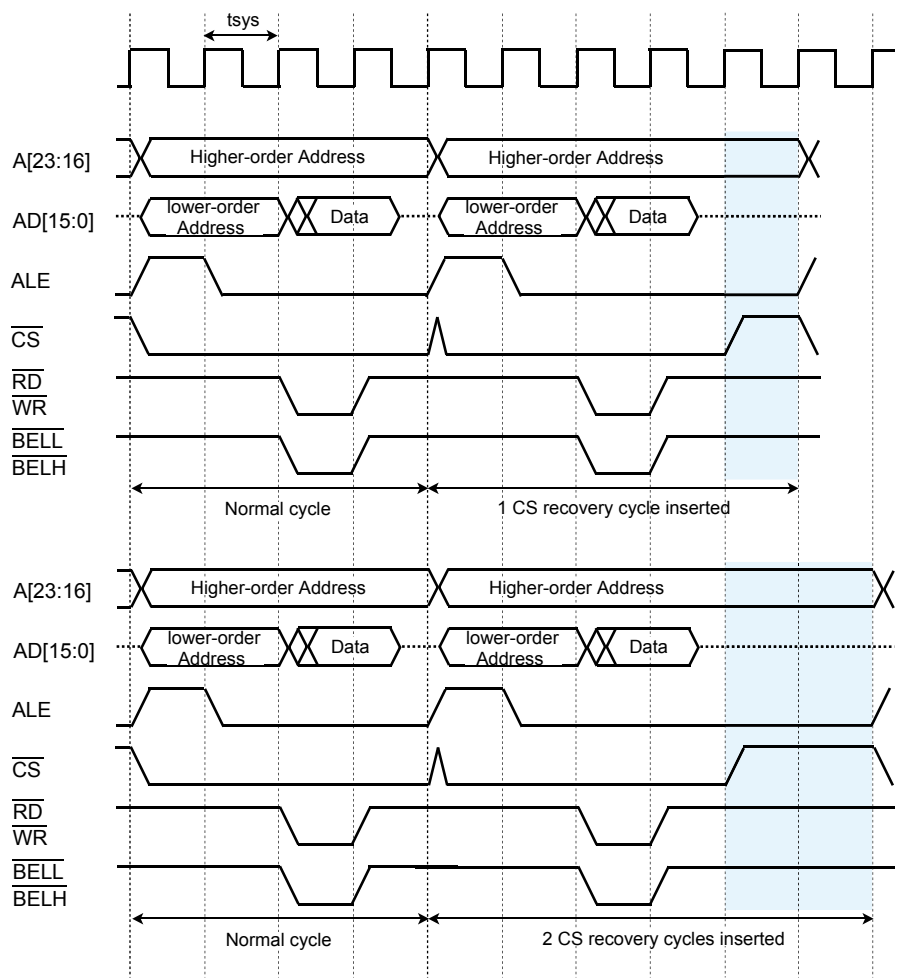 tsys
A[23:16]
Higher-order Address
Higher-order Address
AD[15:0]
lower-order
Address
Data
lower-order
Address
Data
ALE
CS
RD
WR
BELL
BELH
Normal cycle
1 CS recovery cycle inserted
A[23:16]
Higher-order Address
Higher-order Address
AD[15:0]
lower-order
Address
Data
lower-order
Address
Data
ALE
CS
RD
WR
BELL
BELH
Normal cycle
2 CS recovery cycles inserted